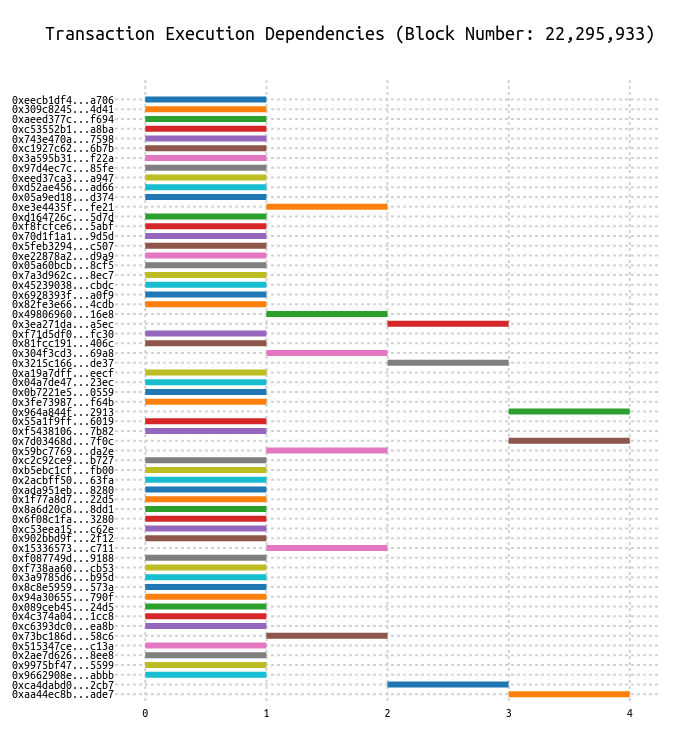 Transaction Execution Dependencies (Block Number: 22,295,933)
0xeecb1df4...a706
0x309c8245...4d41
0xaeed377c...f694
0xc53552b1...a8ba
0x743e470a...7598
0xc1927c62...6b7b
0x3a595b31...f22a
0x97d4ec7c...85fe
0xeed37ca3...a947
0xd52ae456...ad66
0x05a9ed18...d374
0xe3e4435f...fe21
0xd164726c...5d7d
0xf8fcfce6...5abf
0x70d1f1a1...9d5d
0x5feb3294...c507
0xe22878a2...d9a9
0x05a60bcb...8cf5
0x7a3d962c...8ec7
0x45239038...cbdc
0x6928393f...a0f9
0x82fe3e66...4cdb
0x49806960...16e8
0x3ea271da...a5ec
0xf71d5df0...fc30
0x81fcc191...406c
0x304f3cd3...69a8
0x3215c166...de37
0xa19a7dff...eecf
0x04a7de47...23ec
0x0b7221e5...0559
0x3fe73987...f64b
0x964a844f...2913
0x55a1f9ff...6019
0xf5438106...7b82
0x7d03468d...7f0c
0x59bc7769...da2e
0xc2c92ce9...b727
0xb5ebc1cf...fb00
0x2acbff50...63fa
0xada951eb...8280
0x1f77a8d7...22d5
0x8a6d20c8...8dd1
0x6f08c1fa...3280
0xc53eea15...c62e
0x902bbd9f...2f12
0x15336573...c711
0xf087749d...9188
0xf738aa60...cb53
0x3a9785d6...b95d
0x8c8e5959...573a
0x94a30655...790f
0x089ceb45...24d5
0x4c374a04...1cc8
0xc6393dc0...ea8b
0x73bc186d...58c6
0x515347ce...c13a
0x2ae7d626...8ee8
0x9975bf47...5599
0x9662908e...abbb
0xca4dabd0...2cb7
0xaa44ec8b...ade7
0 1 2 3 4